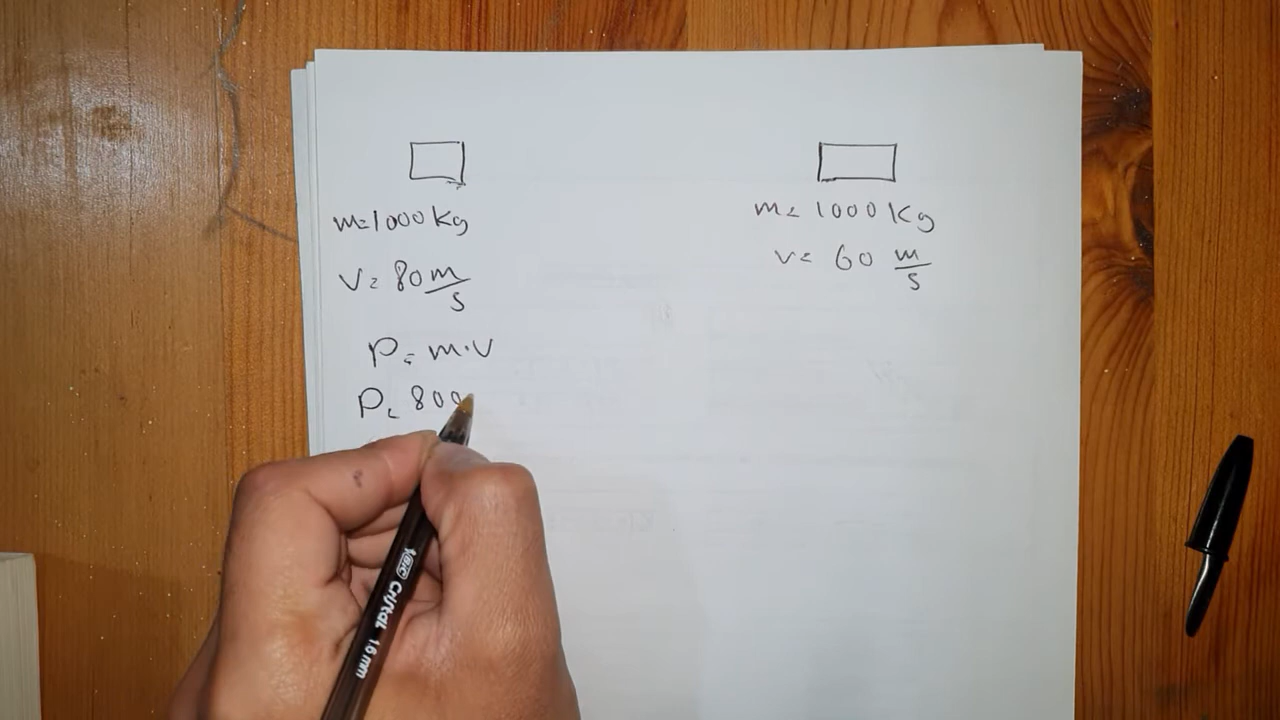 m=1000 kg
v= 80 m/s
P= m·v
P= 800
m= 1000 kg
v= 60 m/s
BIC Cristal 1.6 mm